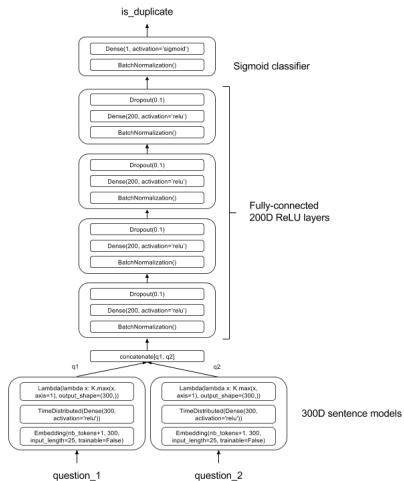 is_duplicate
Dense(1, activation='sigmoid')
BatchNormalization()
Sigmoid classifier
Dropout(0.1)
Dense(200, activation='relu')
BatchNormalization()
Dropout(0.1)
Dense(200, activation='relu')
BatchNormalization()
Fully-connected
200D ReLU layers
Dropout(0.1)
Dense(200, activation='relu')
BatchNormalization()
Dropout(0.1)
Dense(200, activation='relu')
BatchNormalization()
concatenate[q1, q2]
q1
q2
Lambda(lambda x: K.max(x,
axis=1), output_shape=(300,))
TimeDistributed(Dense(300,
activation='relu'))
Embedding(nb_tokens+1, 300,
input_length=25, trainable=False)
Lambda(lambda x: K.max(x,
axis=1), output_shape=(300,))
TimeDistributed(Dense(300,
activation='relu'))
Embedding(nb_tokens+1, 300,
input_length=25, trainable=False)
300D sentence models
question_1
question_2